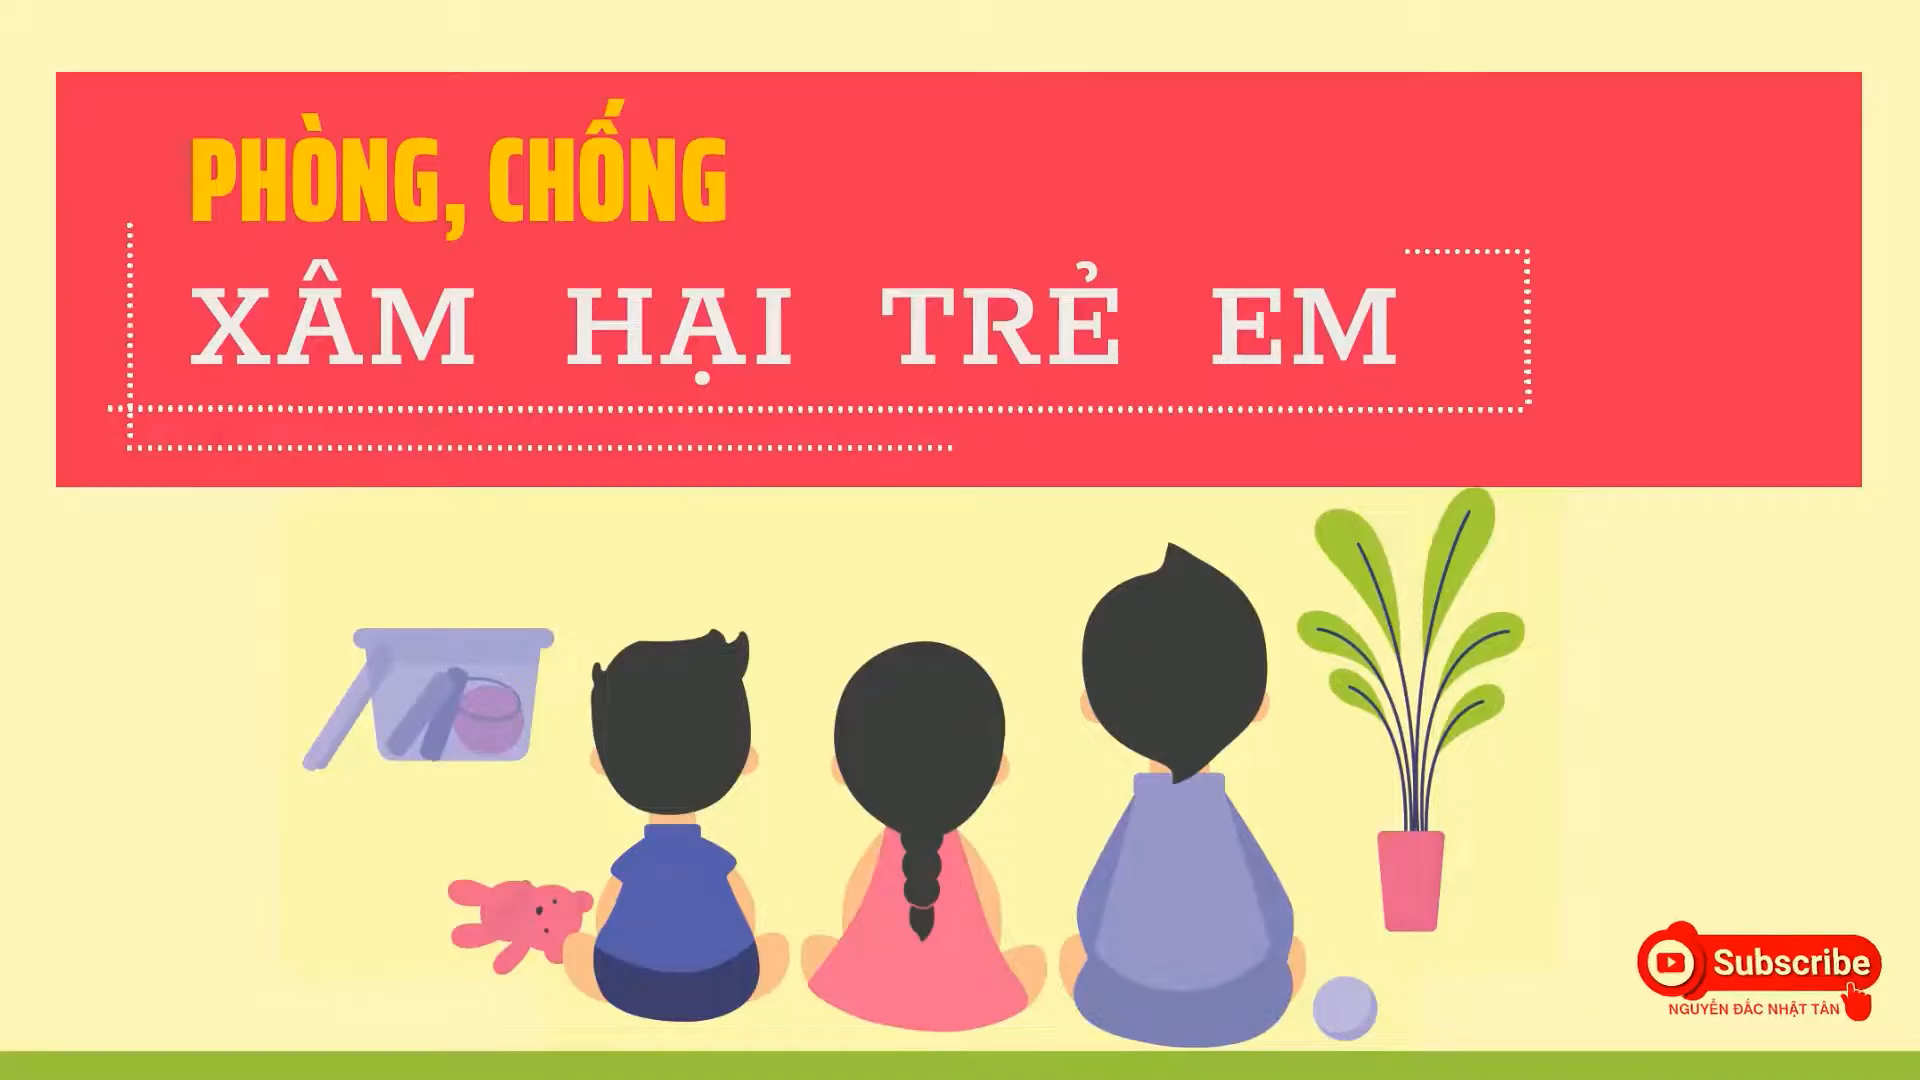 PHÒNG, CHỐNG
XÂM HẠI TRẺ EM
Subscribe
NGUYỄN ĐẮC NHẬT TÂN